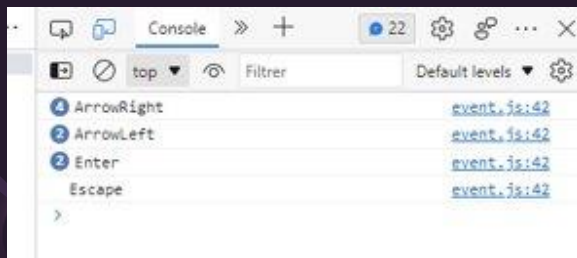 Console
22
top Filtrer Default levels
4 ArrowRight event.js:42
2 ArrowLeft event.js:42
2 Enter event.js:42
Escape event.js:42